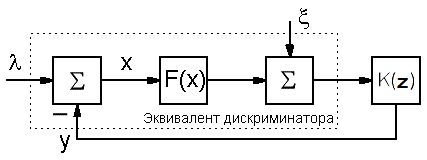 ξ
λ
Σ
x
F(x)
Σ
K(z)
−
Эквивалент дискриминатора
y